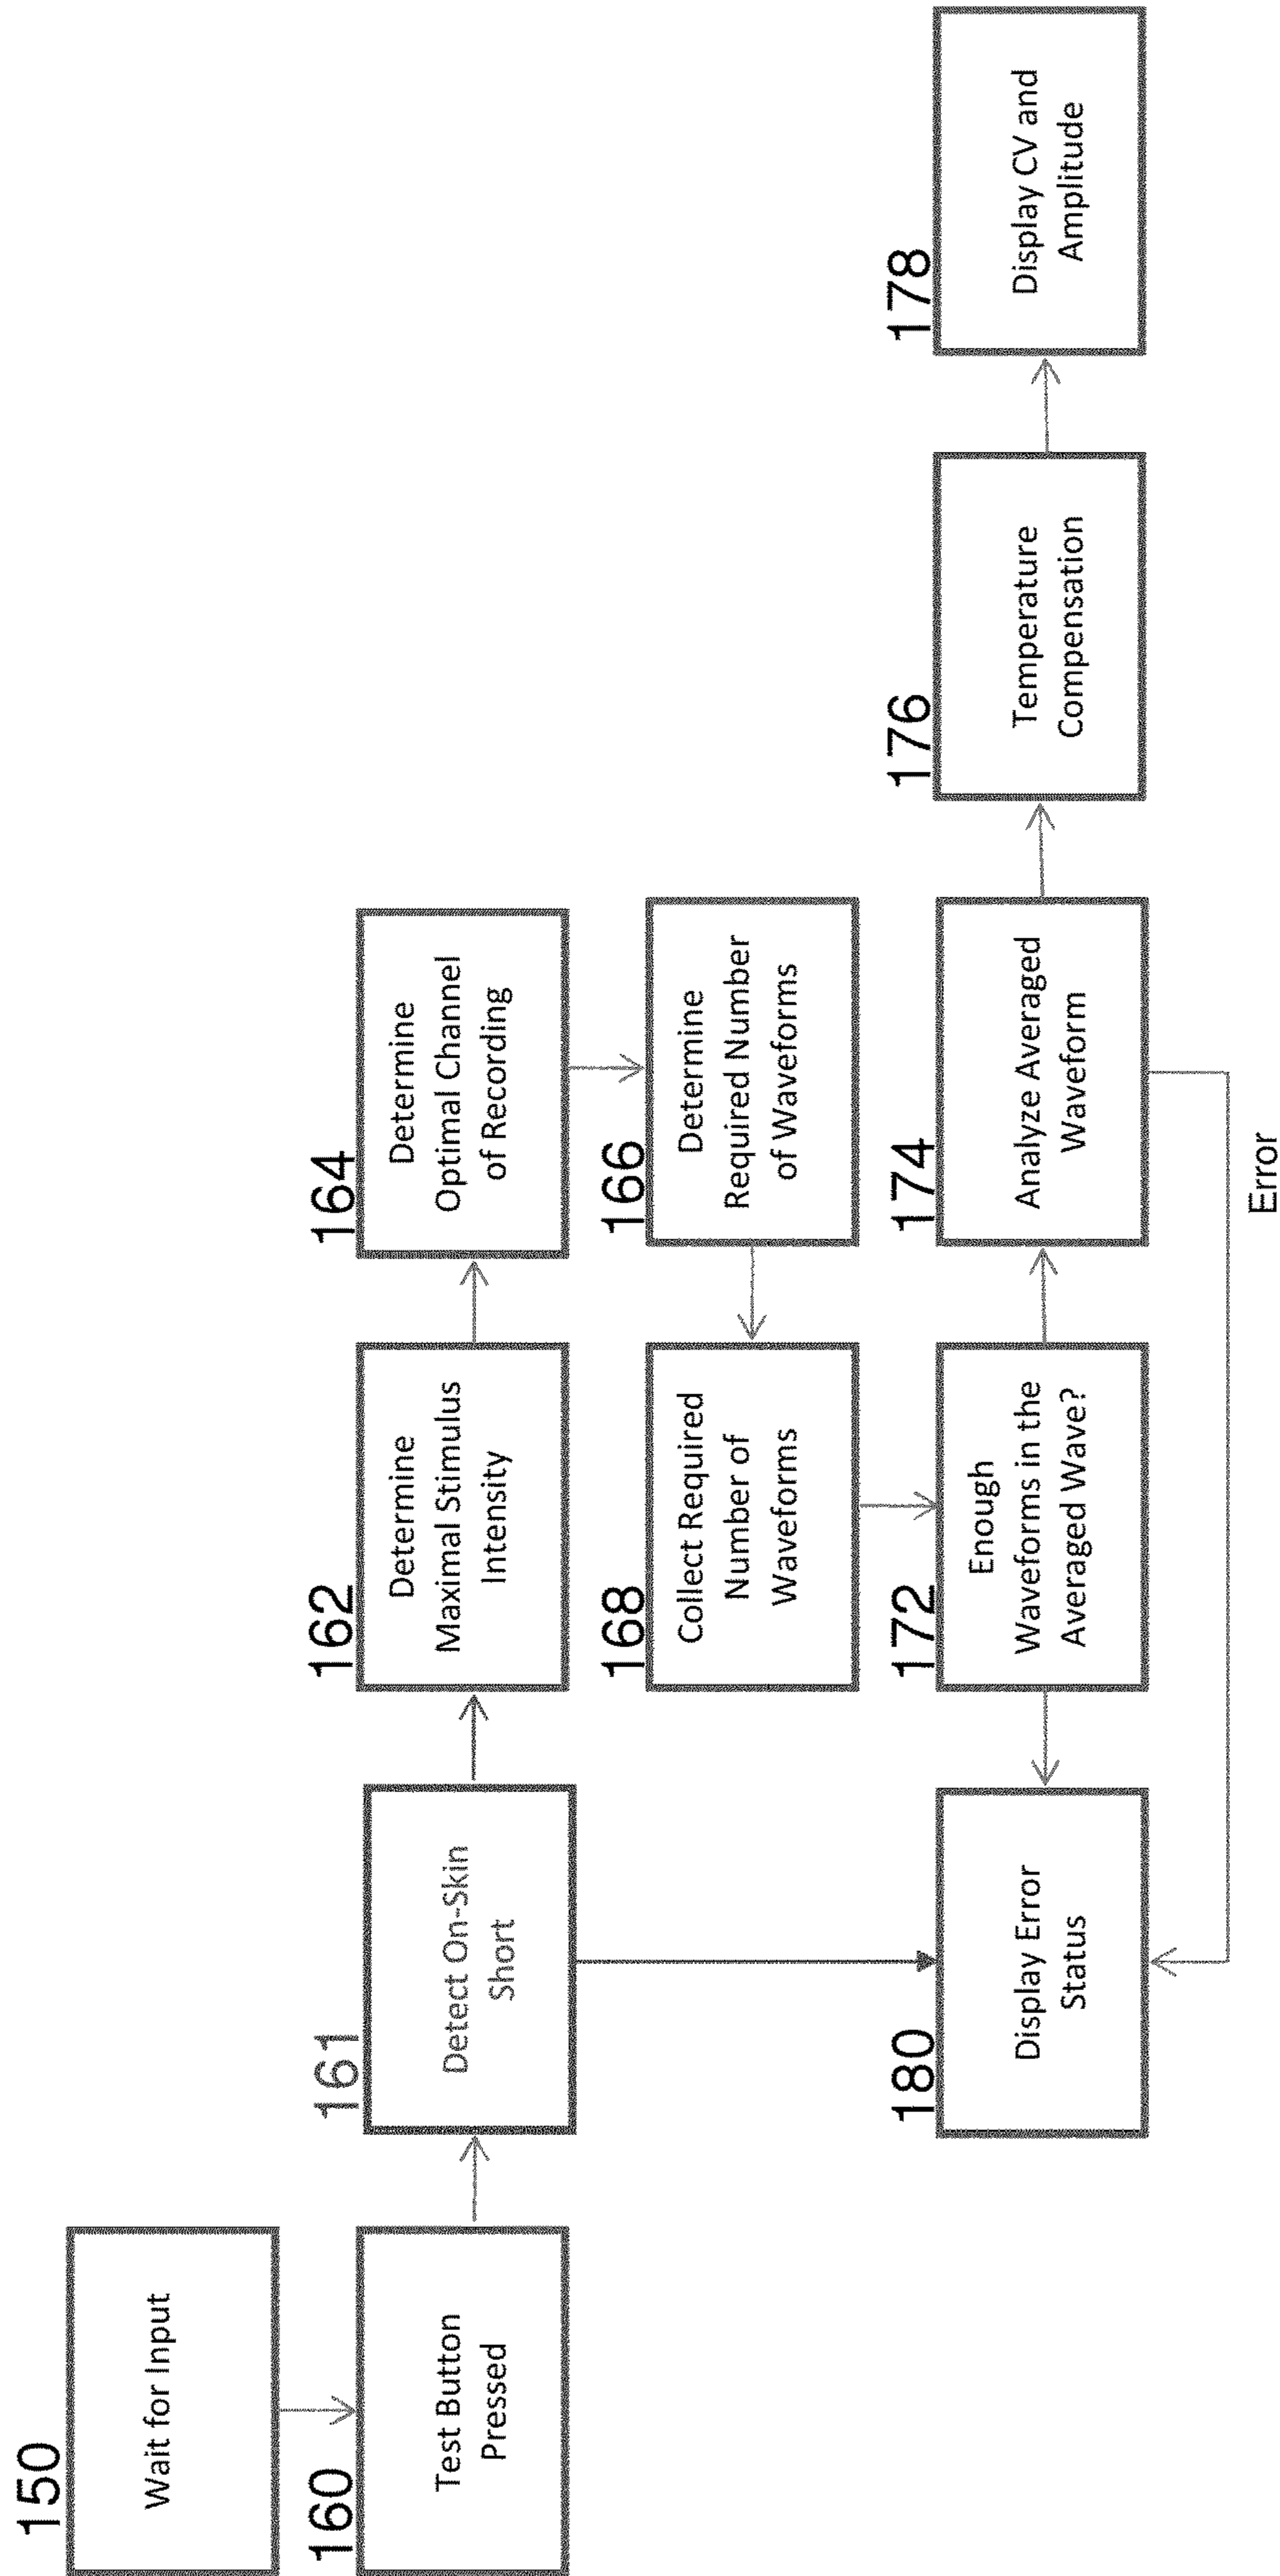 150
Wait for Input
160
Test Button
Pressed
161
Detect On-Skin
Short
162
Determine
Maximal Stimulus
Intensity
164
Determine
Optimal Channel
of Recording
166
Determine
Required Number
of Waveforms
168
Collect Required
Number of
Waveforms
172
Enough
Waveforms in the
Averaged Wave?
174
Analyze Averaged
Waveform
176
Temperature
Compensation
178
Display CV and
Amplitude
180
Display Error
Status
Error